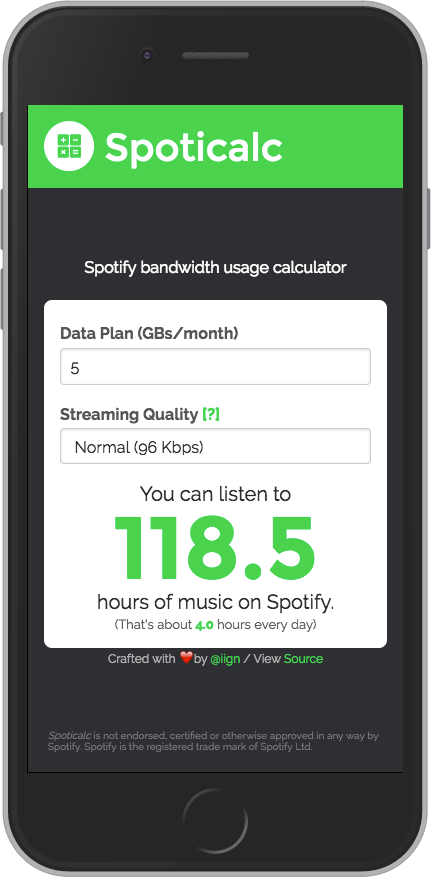 Spoticalc
Spotify bandwidth usage calculator
Data Plan (GBs/month)
5
Streaming Quality [?]
Normal (96 Kbps)
You can listen to
118.5
hours of music on Spotify.
(That's about 4.0 hours every day)
Crafted with ❤️by @iign / View Source
Spoticalc is not endorsed, certified or otherwise approved in any way by
Spotify. Spotify is the registered trade mark of Spotify Ltd.